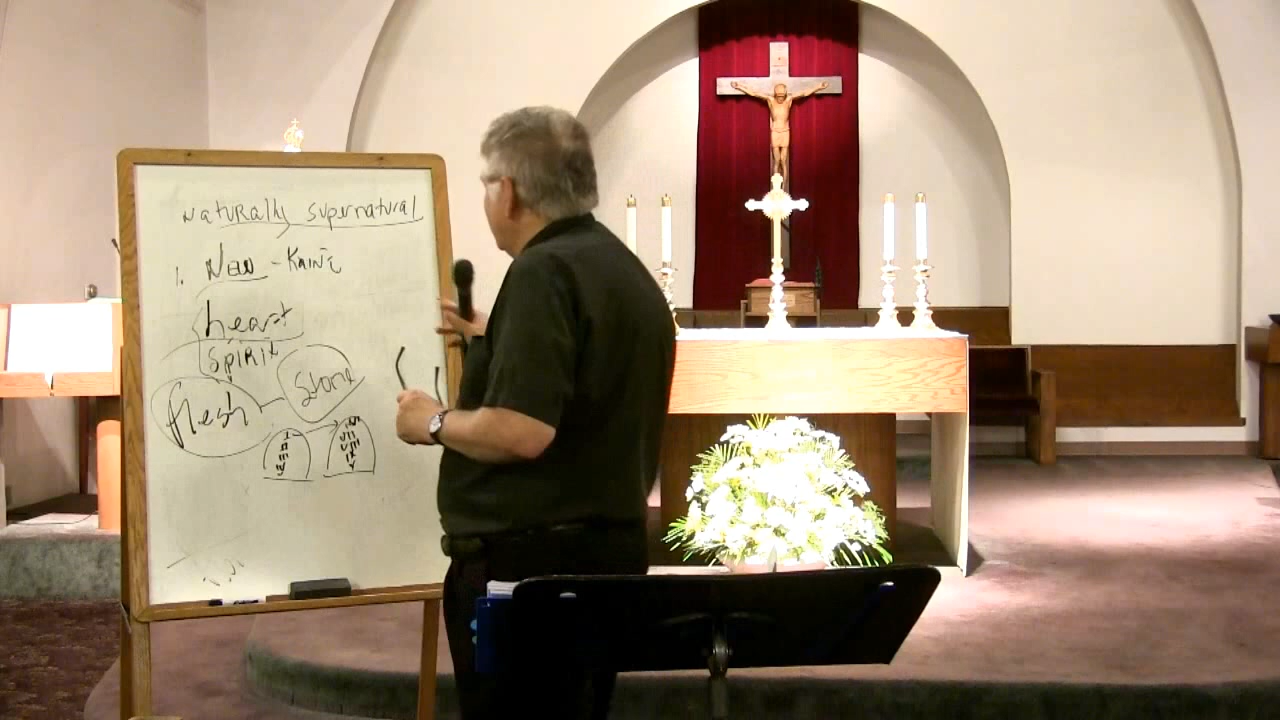 Naturally Supernatural
1. New - Kainē
heart
Spirit
flesh Stone